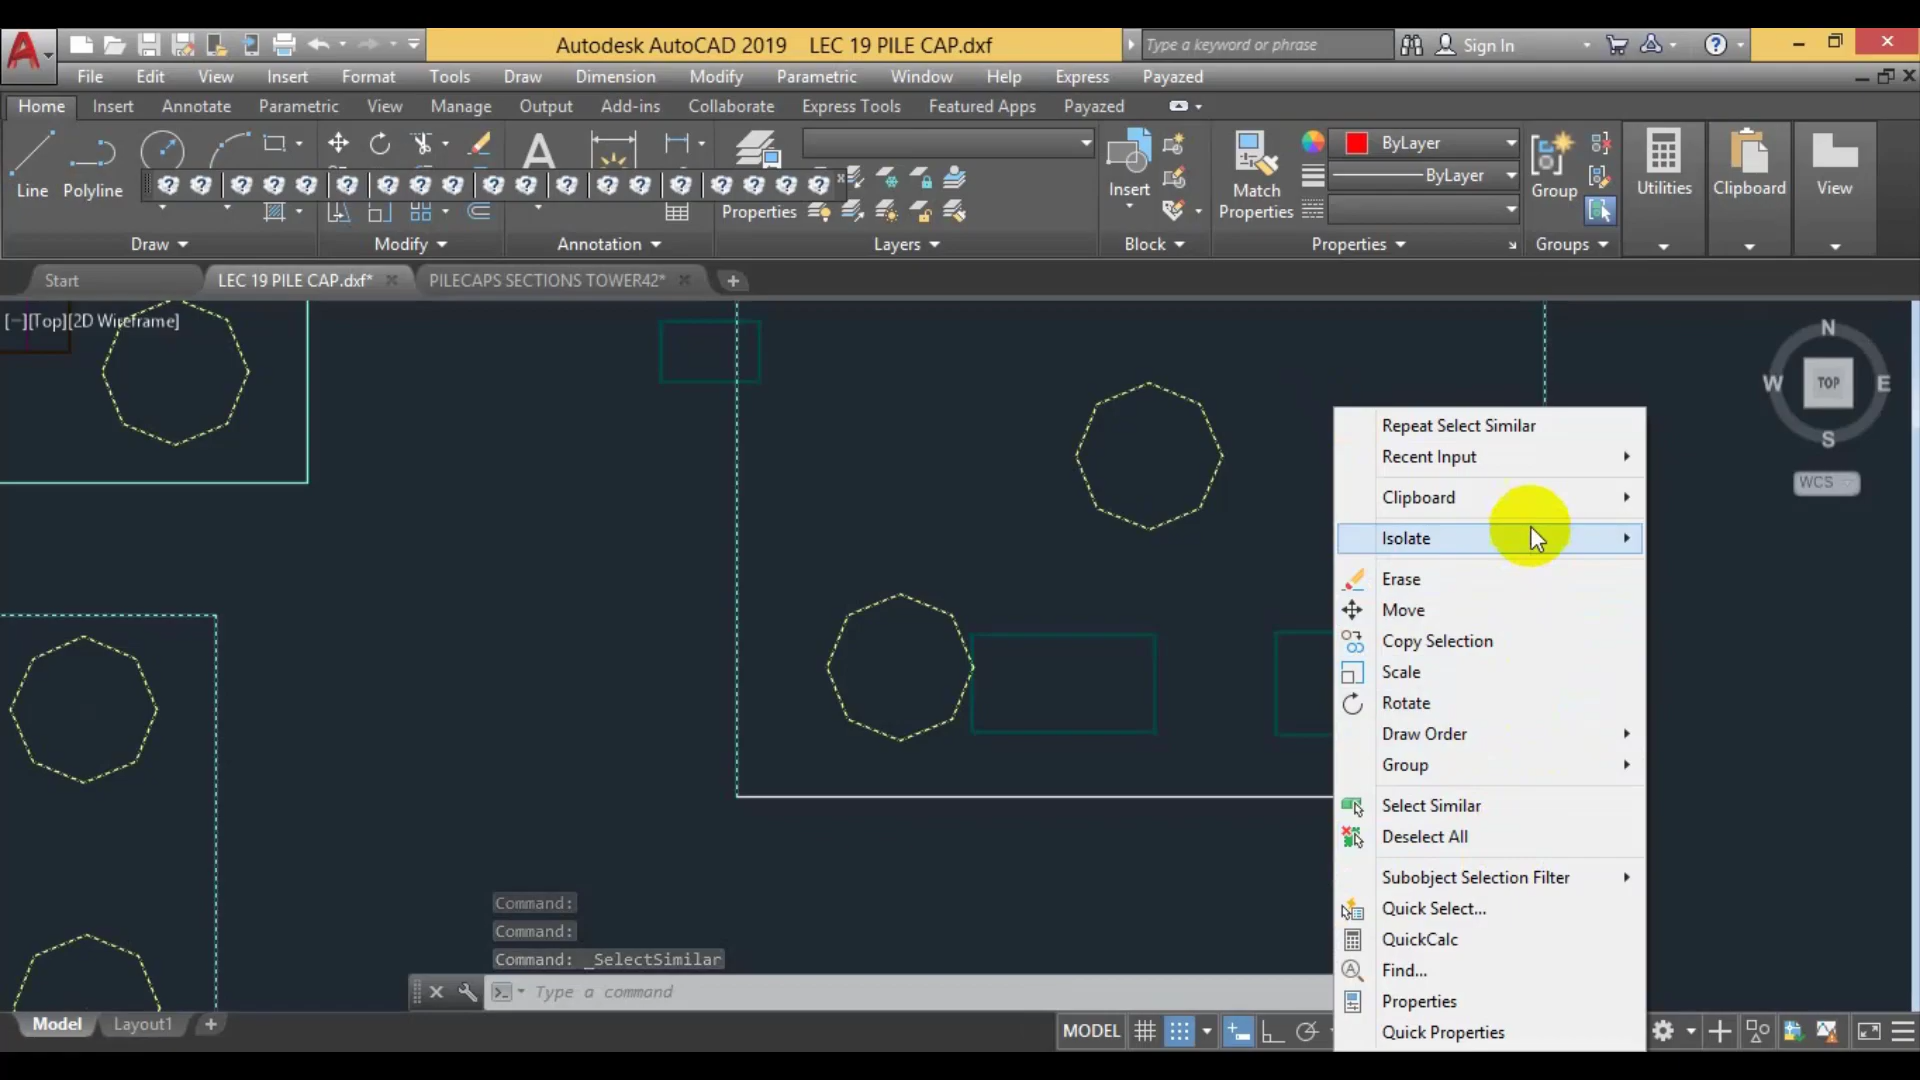 Autodesk AutoCAD 2019 LEC 19 PILE CAP.dxf
Type a keyword or phrase
Sign In
File Edit View Insert Format Tools Draw Dimension Modify Parametric Window Help Express Payazed
Home Insert Annotate Parametric View Manage Output Add-ins Collaborate Express Tools Featured Apps Payazed
ByLayer
ByLayer
Line Polyline
Properties
Insert
Match
Properties
Group
Utilities
Clipboard
View
Draw Modify Annotation Layers Block Properties Groups
Start LEC 19 PILE CAP.dxf* PILECAPS SECTIONS TOWER42*
[−][Top][2D Wireframe]
N
W TOP E
S
WCS
Repeat Select Similar
Recent Input
Clipboard
Isolate
Erase
Move
Copy Selection
Scale
Rotate
Draw Order
Group
Select Similar
Deselect All
Subobject Selection Filter
Quick Select...
QuickCalc
Find...
Properties
Quick Properties
Command:
Command:
Command: _SelectSimilar
Type a command
Model Layout1
MODEL